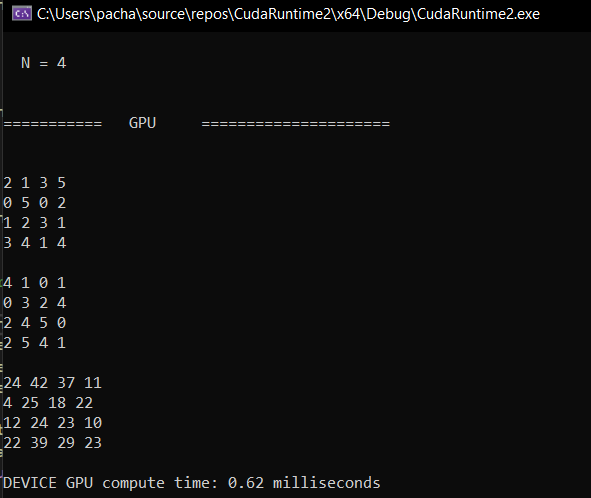 C:\Users\pacha\source\repos\CudaRuntime2\x64\Debug\CudaRuntime2.exe
N = 4
=========== GPU =====================
2 1 3 5
0 5 0 2
1 2 3 1
3 4 1 4
4 1 0 1
0 3 2 4
2 4 5 0
2 5 4 1
24 42 37 11
4 25 18 22
12 24 23 10
22 39 29 23
DEVICE GPU compute time: 0.62 milliseconds